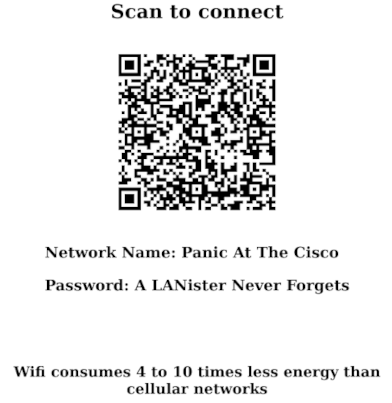 Scan to connect
Network Name: Panic At The Cisco
Password: A LANister Never Forgets
Wifi consumes 4 to 10 times less energy than
cellular networks